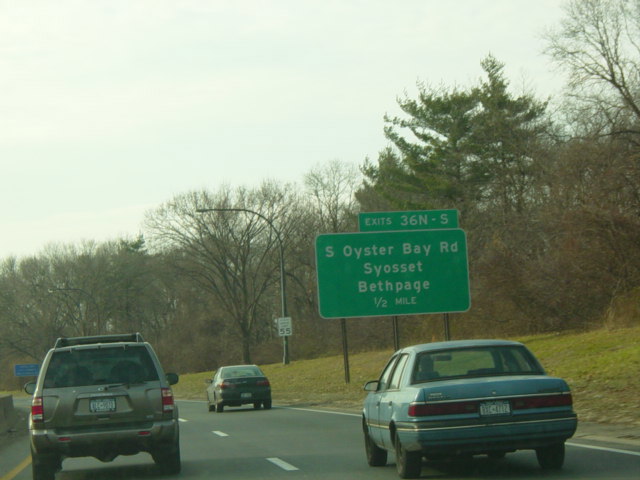 EXITS 36N-S
S Oyster Bay Rd
Syosset
Bethpage
1/2 MILE
55